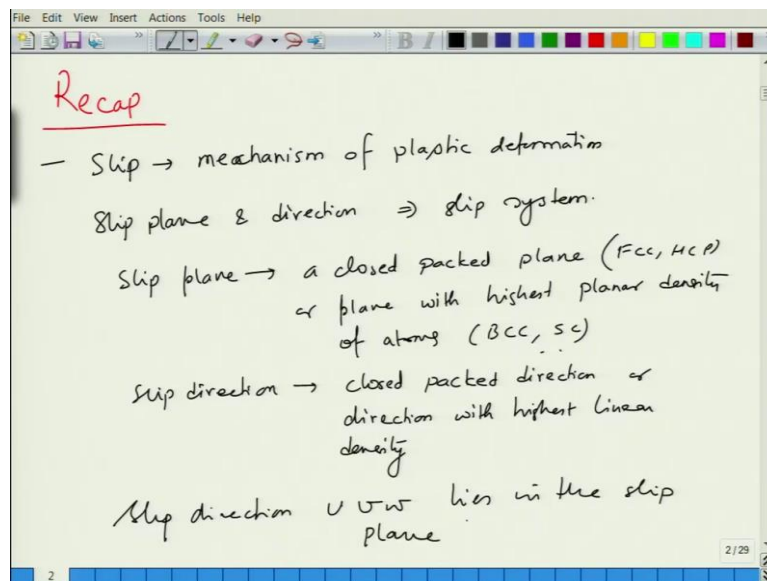 File Edit View Insert Actions Tools Help
Recap
— Slip → mechanism of plastic deformation
Slip plane & direction ⇒ slip system.
Slip plane → a closed packed plane (FCC, HCP)
or plane with highest planar density
of atoms (BCC, SC)
Slip direction → closed packed direction or
direction with highest linear
density
Slip direction u v w lies in the slip
plane
2/29
2